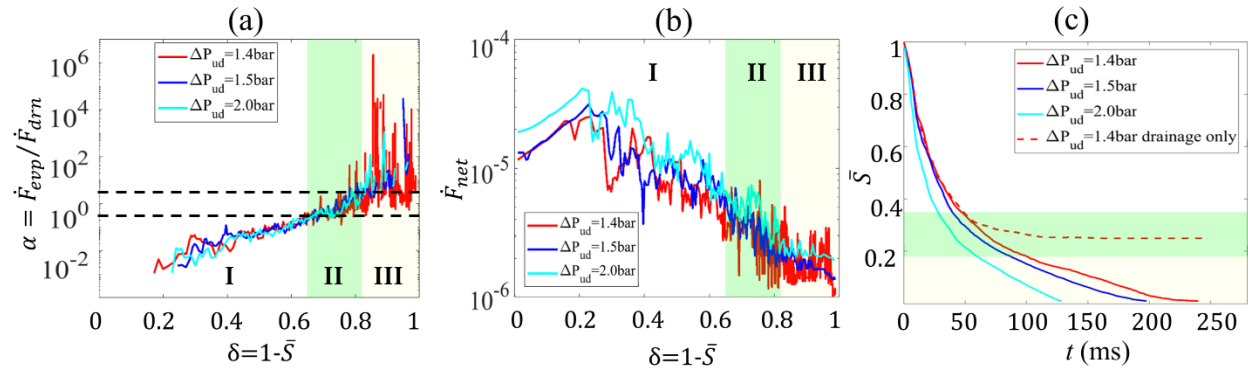 (a)
α = Ḟevp/Ḟdrn
10^6
10^4
10^2
10^0
10^-2
ΔPud=1.4bar
ΔPud=1.5bar
ΔPud=2.0bar
I
II
III
0
0.2
0.4
0.6
0.8
1
δ=1-S̄
(b)
Ḟnet
10^-4
10^-5
10^-6
I
II
III
ΔPud=1.4bar
ΔPud=1.5bar
ΔPud=2.0bar
0
0.2
0.4
0.6
0.8
1
δ=1-S̄
(c)
S̄
1
0.8
0.6
0.4
0.2
ΔPud=1.4bar
ΔPud=1.5bar
ΔPud=2.0bar
ΔPud=1.4bar drainage only
0
50
100
150
200
250
t (ms)